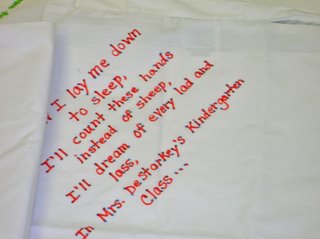 I lay me down
to sleep,
I'll count these hands
instead of sheep,
I'll dream of every lad and
lass,
In Mrs. DeStarkey's Kindergarten
Class...